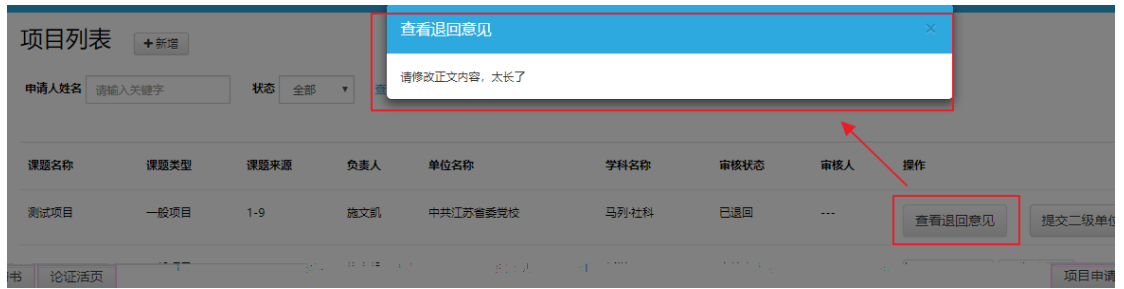 项目列表 +新增
查看退回意见 ×
请修改正文内容，太长了
申请人姓名 请输入关键字 状态 全部 查
课题名称 课题类型 课题来源 负责人 单位名称 学科名称 审核状态 审核人 操作
测试项目 一般项目 1-9 施文凯 中共江苏省委党校 马列·社科 已退回 --- 查看退回意见 提交二级单位
书 论证活页 项目申请